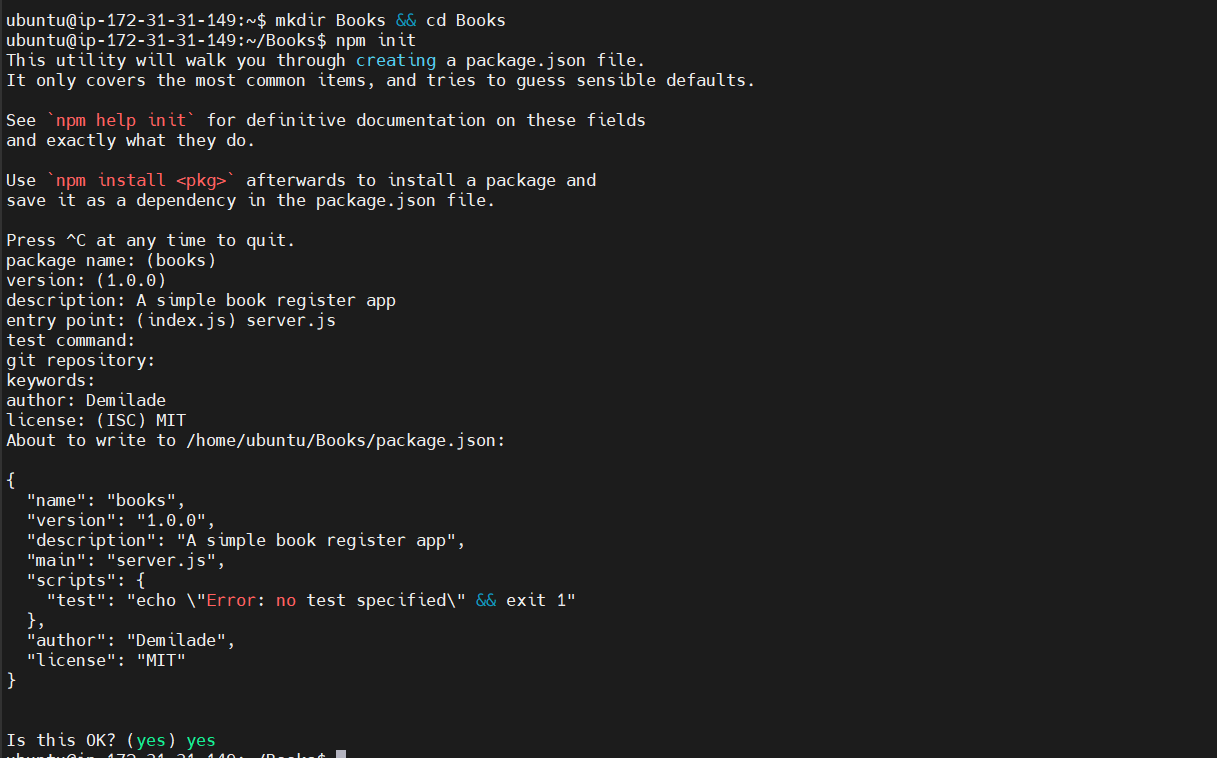 ubuntu@ip-172-31-31-149:~$ mkdir Books && cd Books
ubuntu@ip-172-31-31-149:~/Books$ npm init
This utility will walk you through creating a package.json file.
It only covers the most common items, and tries to guess sensible defaults.

See `npm help init` for definitive documentation on these fields
and exactly what they do.

Use `npm install <pkg>` afterwards to install a package and
save it as a dependency in the package.json file.

Press ^C at any time to quit.
package name: (books)
version: (1.0.0)
description: A simple book register app
entry point: (index.js) server.js
test command:
git repository:
keywords:
author: Demilade
license: (ISC) MIT
About to write to /home/ubuntu/Books/package.json:

{
  "name": "books",
  "version": "1.0.0",
  "description": "A simple book register app",
  "main": "server.js",
  "scripts": {
    "test": "echo \"Error: no test specified\" && exit 1"
  },
  "author": "Demilade",
  "license": "MIT"
}

Is this OK? (yes) yes
ubuntu@ip-172-31-31-149:~/Books$